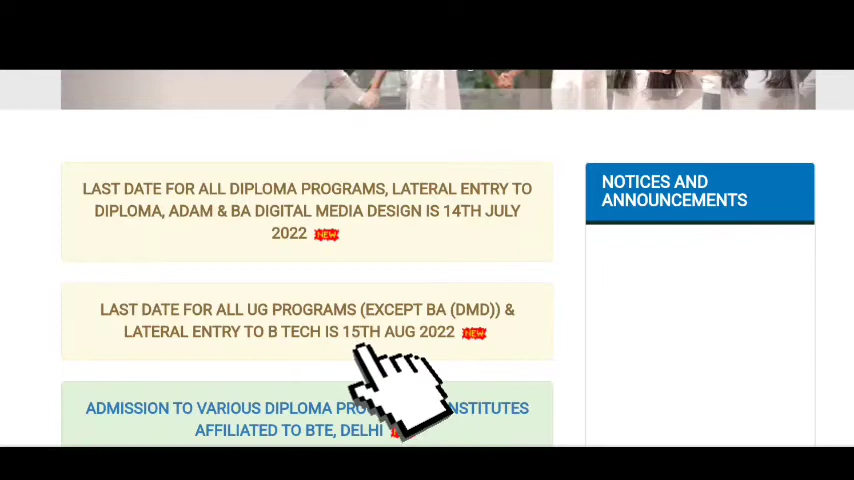 LAST DATE FOR ALL DIPLOMA PROGRAMS, LATERAL ENTRY TO
DIPLOMA, ADAM & BA DIGITAL MEDIA DESIGN IS 14TH JULY
2022 NEW
LAST DATE FOR ALL UG PROGRAMS (EXCEPT BA (DMD)) &
LATERAL ENTRY TO B TECH IS 15TH AUG 2022 NEW
ADMISSION TO VARIOUS DIPLOMA
AFFILIATED TO BTE, DELHI
NOTICES AND
ANNOUNCEMENTS